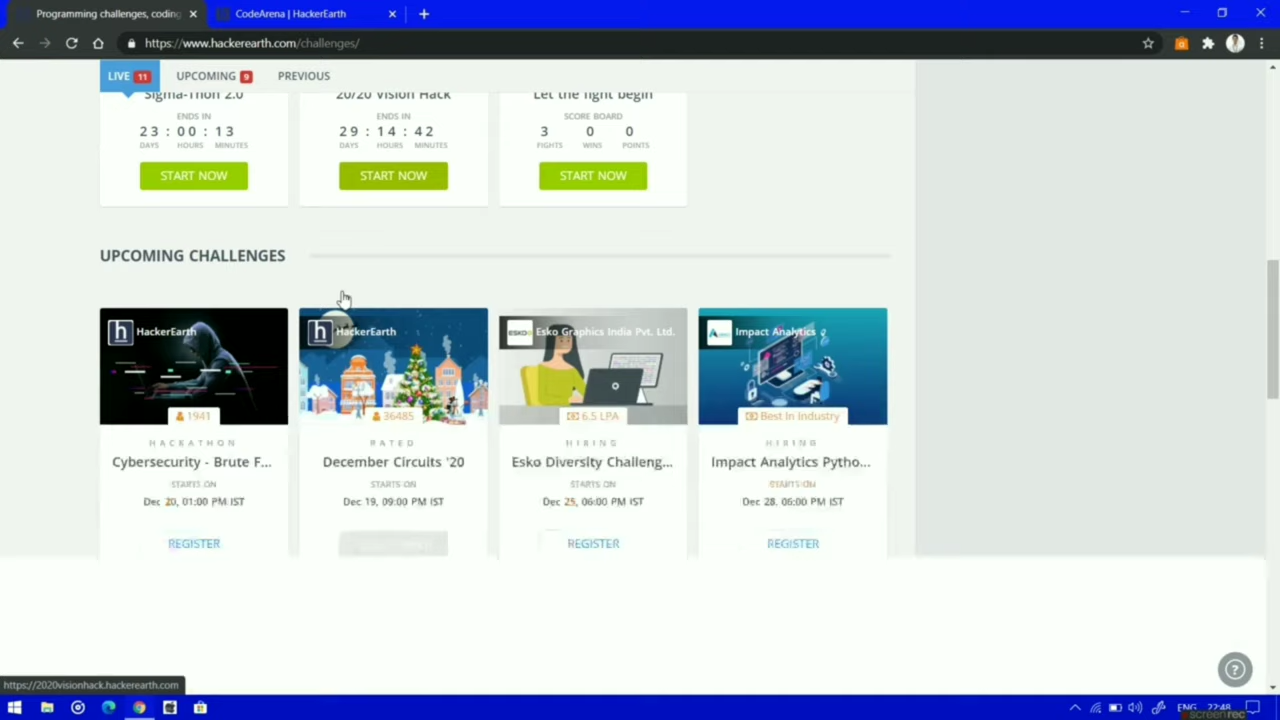 Programming challenges, coding
CodeArena | HackerEarth
https://www.hackerearth.com/challenges/
LIVE 11 UPCOMING 9 PREVIOUS
Sigma-Thon 2.0
ENDS IN
23 : 00 : 13
DAYS HOURS MINUTES
START NOW
20/20 Vision Hack
ENDS IN
29 : 14 : 42
DAYS HOURS MINUTES
START NOW
Let the fight begin
SCORE BOARD
3 0 0
FIGHTS WINS POINTS
START NOW
UPCOMING CHALLENGES
h HackerEarth
1941
HACKATHON
Cybersecurity - Brute F...
STARTS ON
Dec 20, 01:00 PM IST
REGISTER
h HackerEarth
36485
RATED
December Circuits '20
STARTS ON
Dec 19, 09:00 PM IST
ESKO Esko Graphics India Pvt. Ltd.
6.5 LPA
HIRING
Esko Diversity Challeng...
STARTS ON
Dec 25, 06:00 PM IST
REGISTER
Impact Analytics
Best In Industry
HIRING
Impact Analytics Pytho...
STARTS ON
Dec 28, 06:00 PM IST
REGISTER
?
https://2020visionhack.hackerearth.com
ENG 22:48
screenrec